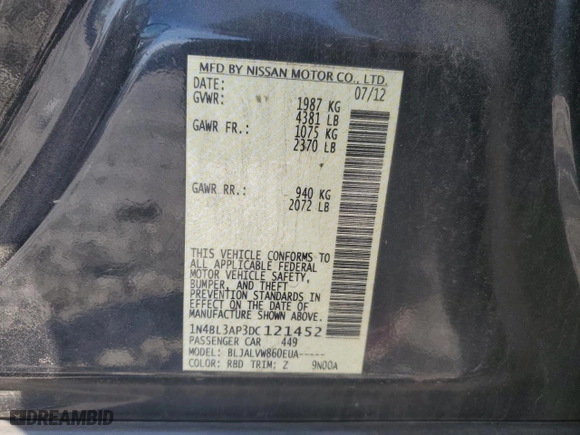 MFD BY NISSAN MOTOR CO., LTD.
DATE: 07/12
GVWR: 1987 KG
4381 LB
GAWR FR.: 1075 KG
2370 LB
GAWR RR.: 940 KG
2072 LB
THIS VEHICLE CONFORMS TO
ALL APPLICABLE FEDERAL
MOTOR VEHICLE SAFETY,
BUMPER, AND THEFT
PREVENTION STANDARDS IN
EFFECT ON THE DATE OF
MANUFACTURE SHOWN ABOVE.
1N4BL3AP3DC121452
PASSENGER CAR 449
MODEL: BLJALVW860EUA-----
COLOR: RBD TRIM: Z 9N00A
DREAMBID